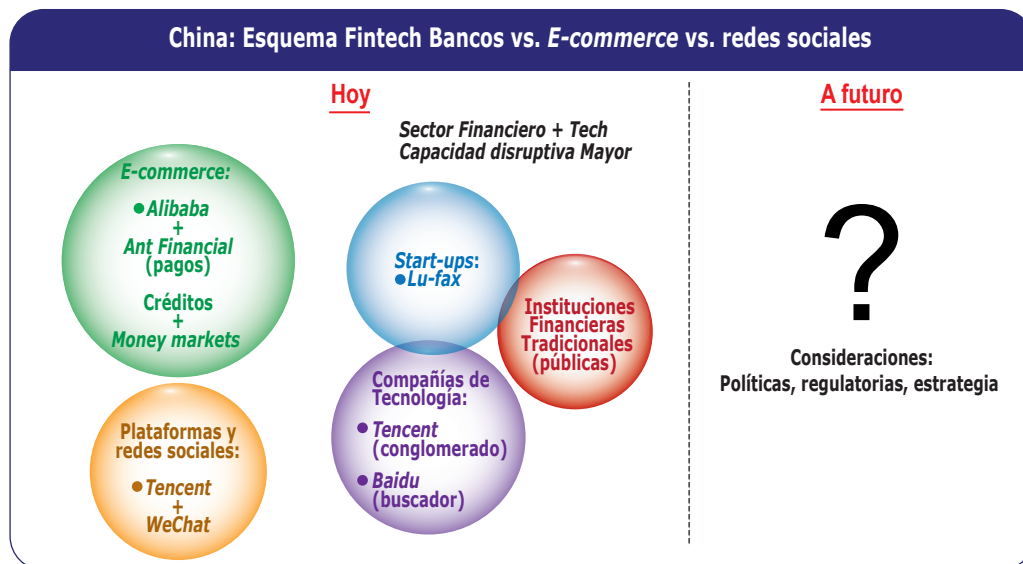 China: Esquema Fintech Bancos vs. E-commerce vs. redes sociales
Hoy
Sector Financiero + Tech
Capacidad disruptiva Mayor
E-commerce:
● Alibaba
+
Ant Financial
(pagos)
Créditos
+
Money markets
Plataformas y
redes sociales:
● Tencent
+
WeChat
Start-ups:
● Lu-fax
Instituciones
Financieras
Tradicionales
(públicas)
Compañías de
Tecnología:
● Tencent
(conglomerado)
● Baidu
(buscador)
A futuro
?
Consideraciones:
Políticas, regulatorias, estrategia